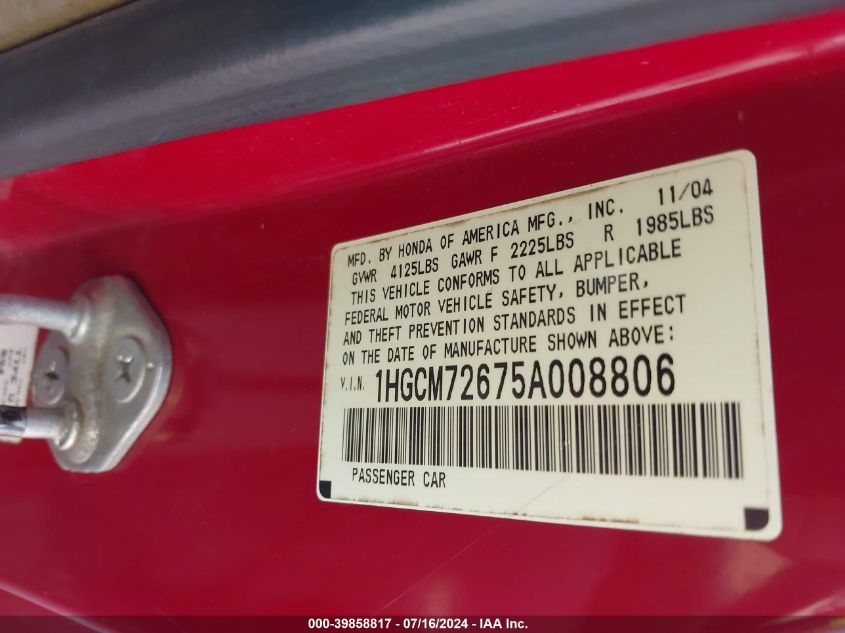 MFD. BY HONDA OF AMERICA MFG., INC. 11/04
GVWR 4125LBS GAWR F 2225LBS R 1985LBS
THIS VEHICLE CONFORMS TO ALL APPLICABLE
FEDERAL MOTOR VEHICLE SAFETY, BUMPER,
AND THEFT PREVENTION STANDARDS IN EFFECT
ON THE DATE OF MANUFACTURE SHOWN ABOVE:
V.I.N. 1HGCM72675A008806
PASSENGER CAR
000-39858817 - 07/16/2024 - IAA Inc.